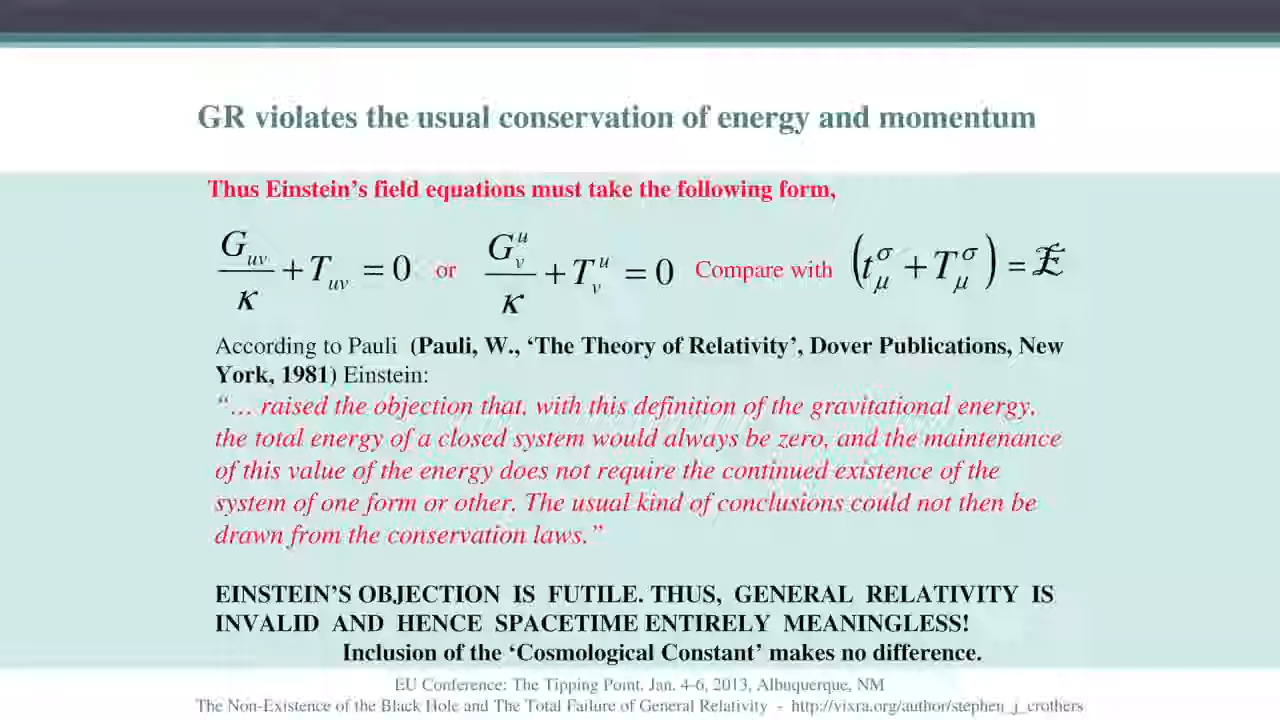 GR violates the usual conservation of energy and momentum
Thus Einstein's field equations must take the following form,
G_{uv}/κ + T_{uv} = 0 or G^u_v/κ + T^u_v = 0 Compare with (t^σ_μ + T^σ_μ) = ℰ
According to Pauli (Pauli, W., 'The Theory of Relativity', Dover Publications, New
York, 1981) Einstein:
"… raised the objection that, with this definition of the gravitational energy,
the total energy of a closed system would always be zero, and the maintenance
of this value of the energy does not require the continued existence of the
system of one form or other. The usual kind of conclusions could not then be
drawn from the conservation laws."
EINSTEIN'S OBJECTION IS FUTILE. THUS, GENERAL RELATIVITY IS
INVALID AND HENCE SPACETIME ENTIRELY MEANINGLESS!
Inclusion of the 'Cosmological Constant' makes no difference.
EU Conference: The Tipping Point. Jan. 4-6, 2013, Albuquerque, NM
The Non-Existence of the Black Hole and The Total Failure of General Relativity - http://vixra.org/author/stephen_j_crothers